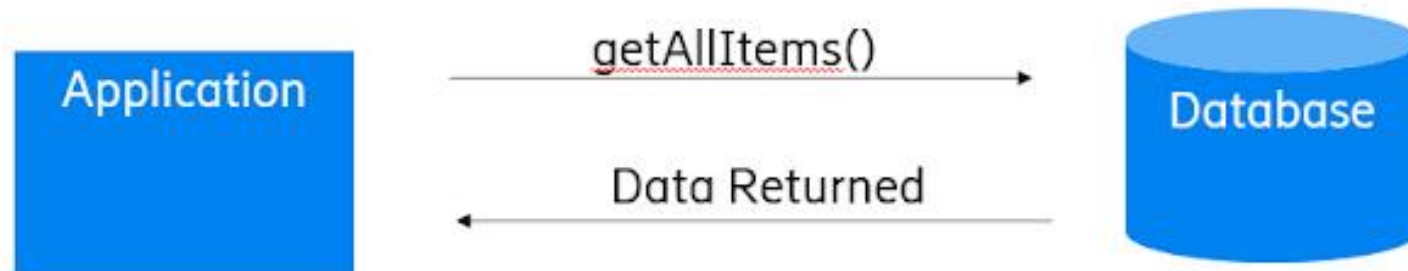 Application
getAllItems()
Data Returned
Database